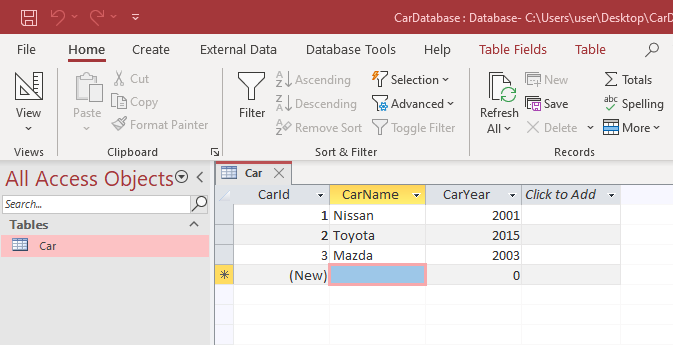 CarDatabase : Database- C:\Users\user\Desktop\CarD
File Home Create External Data Database Tools Help Table Fields Table
View
Views
Paste
Cut
Copy
Format Painter
Clipboard
Filter
Ascending
Descending
Remove Sort
Selection
Advanced
Toggle Filter
Sort & Filter
Refresh
All
New
Save
Delete
Totals
abc Spelling
More
Records
All Access Objects
Search...
Tables
Car
Car
CarId CarName CarYear Click to Add
1 Nissan 2001
2 Toyota 2015
3 Mazda 2003
(New) 0